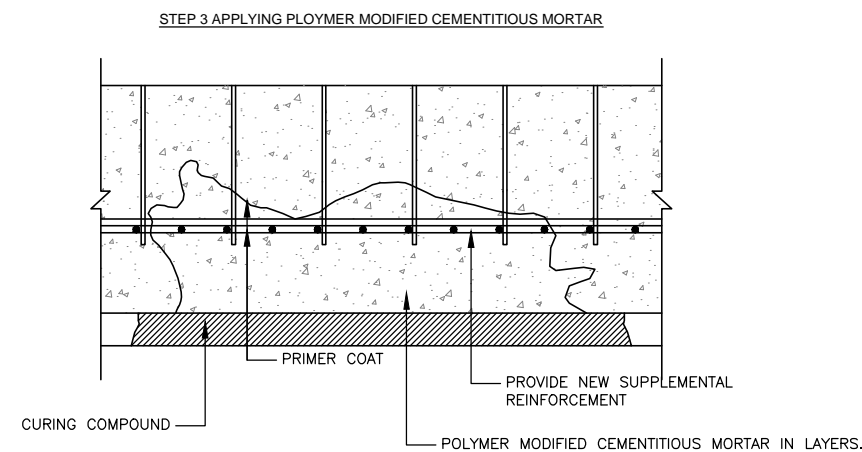 STEP 3 APPLYING PLOYMER MODIFIED CEMENTITIOUS MORTAR
PRIMER COAT
PROVIDE NEW SUPPLEMENTAL
REINFORCEMENT
CURING COMPOUND
POLYMER MODIFIED CEMENTITIOUS MORTAR IN LAYERS.